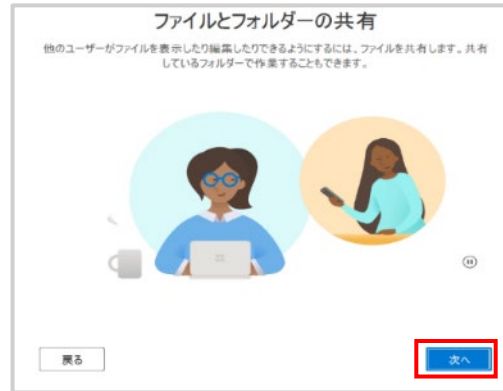 ファイルとフォルダーの共有
他のユーザーがファイルを表示したり編集したりできるようにするには、ファイルを共有します。共有
しているフォルダーで作業することもできます。
戻る
次へ